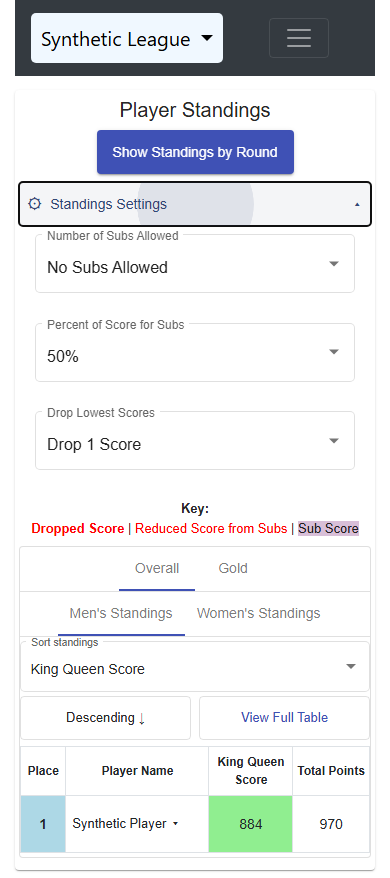 Synthetic League
Player Standings
Show Standings by Round
Standings Settings
Number of Subs Allowed
No Subs Allowed
Percent of Score for Subs
50%
Drop Lowest Scores
Drop 1 Score
Key:
Dropped Score | Reduced Score from Subs | Sub Score
Overall Gold
Men's Standings Women's Standings
Sort standings
King Queen Score
Descending ↓ View Full Table
Place Player Name King Queen Score Total Points
1 Synthetic Player 884 970